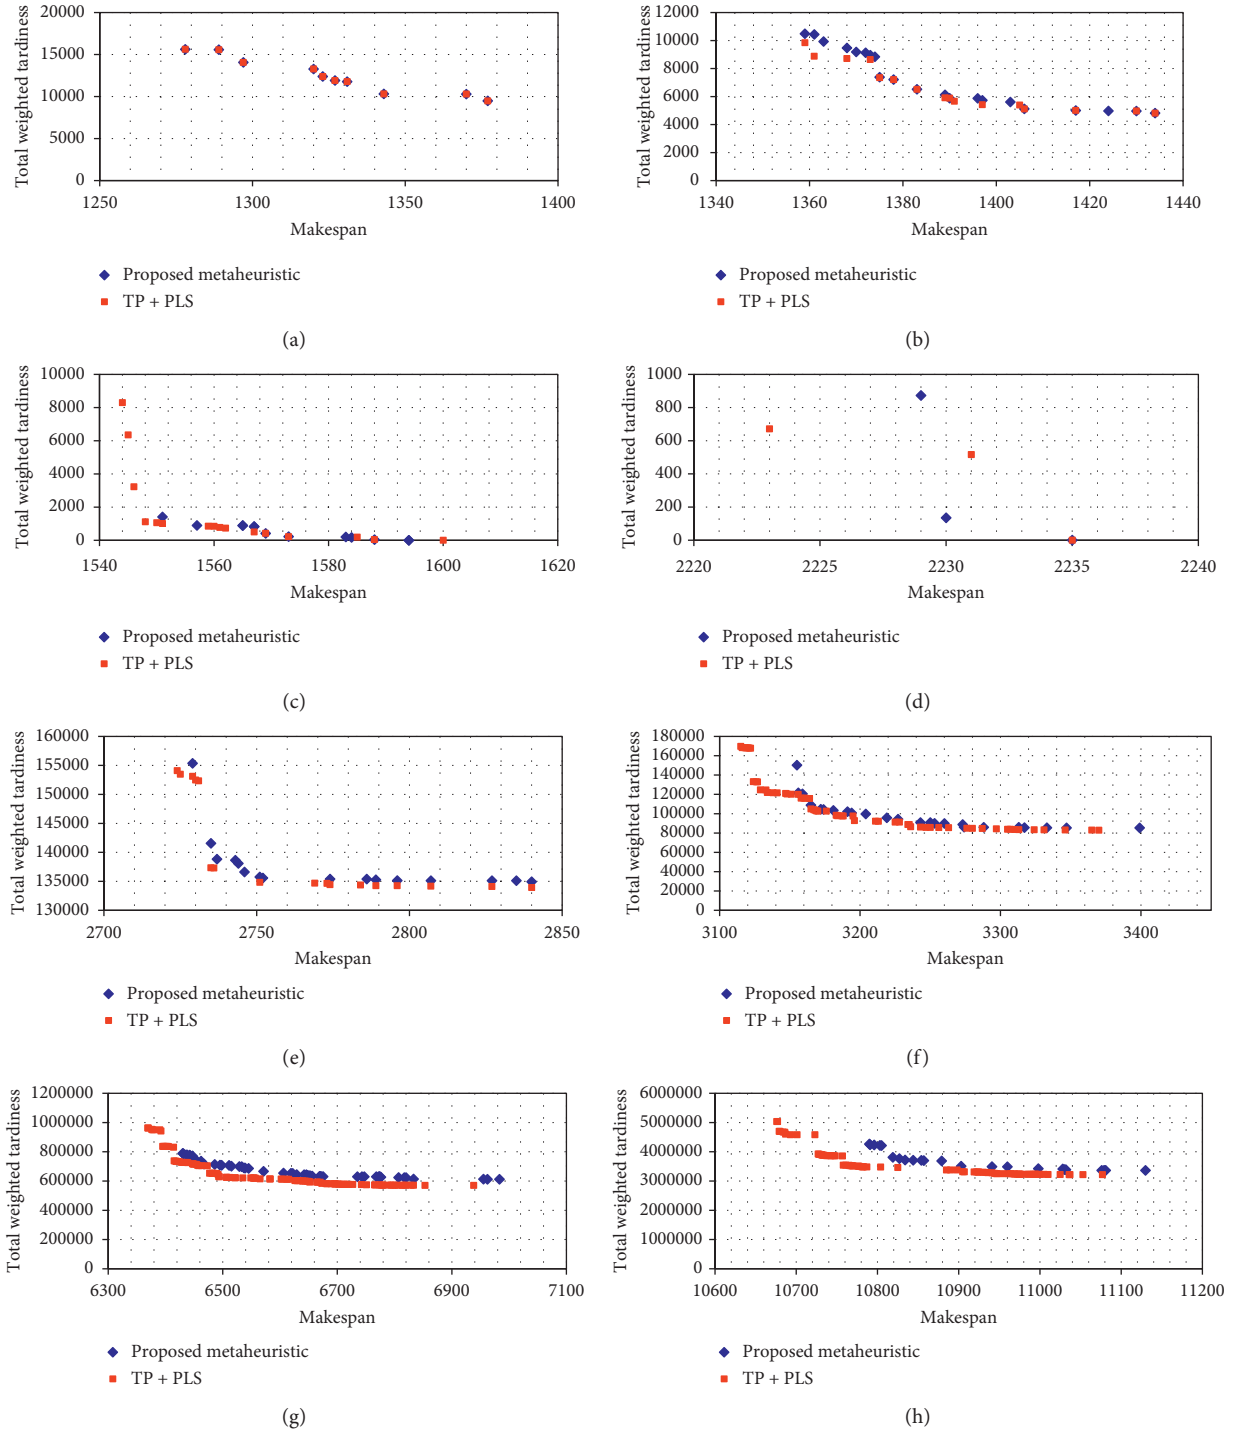 Total weighted tardiness
20000
15000
10000
5000
0
1250 1300 1350 1400
Makespan
Proposed metaheuristic
TP + PLS
(a)
Total weighted tardiness
12000
10000
8000
6000
4000
2000
0
1340 1360 1380 1400 1420 1440
Makespan
Proposed metaheuristic
TP + PLS
(b)
Total weighted tardiness
10000
8000
6000
4000
2000
0
1540 1560 1580 1600 1620
Makespan
Proposed metaheuristic
TP + PLS
(c)
Total weighted tardiness
1000
800
600
400
200
0
2220 2225 2230 2235 2240
Makespan
Proposed metaheuristic
TP + PLS
(d)
Total weighted tardiness
160000
155000
150000
145000
140000
135000
130000
2700 2750 2800 2850
Makespan
Proposed metaheuristic
TP + PLS
(e)
Total weighted tardiness
180000
160000
140000
120000
100000
80000
60000
40000
20000
0
3100 3200 3300 3400
Makespan
Proposed metaheuristic
TP + PLS
(f)
Total weighted tardiness
1200000
1000000
800000
600000
400000
200000
0
6300 6500 6700 6900 7100
Makespan
Proposed metaheuristic
TP + PLS
(g)
Total weighted tardiness
6000000
5000000
4000000
3000000
2000000
1000000
0
10600 10700 10800 10900 11000 11100 11200
Makespan
Proposed metaheuristic
TP + PLS
(h)